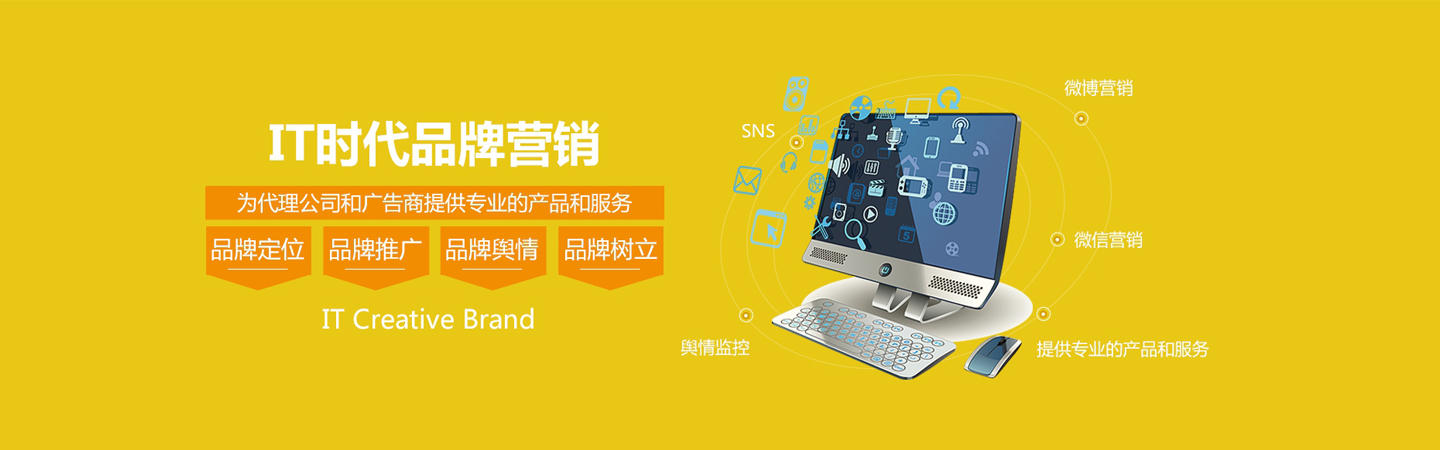 IT时代品牌营销
为代理公司和广告商提供专业的产品和服务
品牌定位
品牌推广
品牌舆情
品牌树立
IT Creative Brand
SNS
微博营销
微信营销
舆情监控
提供专业的产品和服务
5